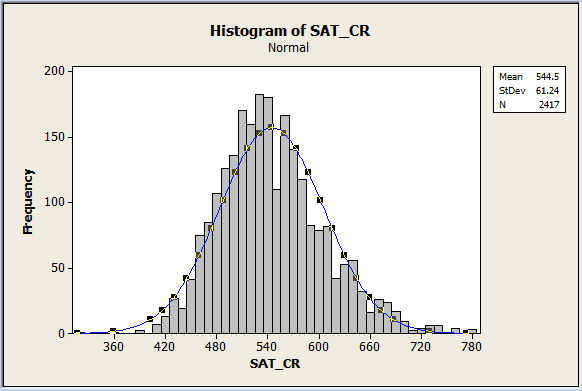 Histogram of SAT_CR
Normal
Mean 544.5
StDev 61.24
N 2417
Frequency
200
150
100
50
0
360 420 480 540 600 660 720 780
SAT_CR